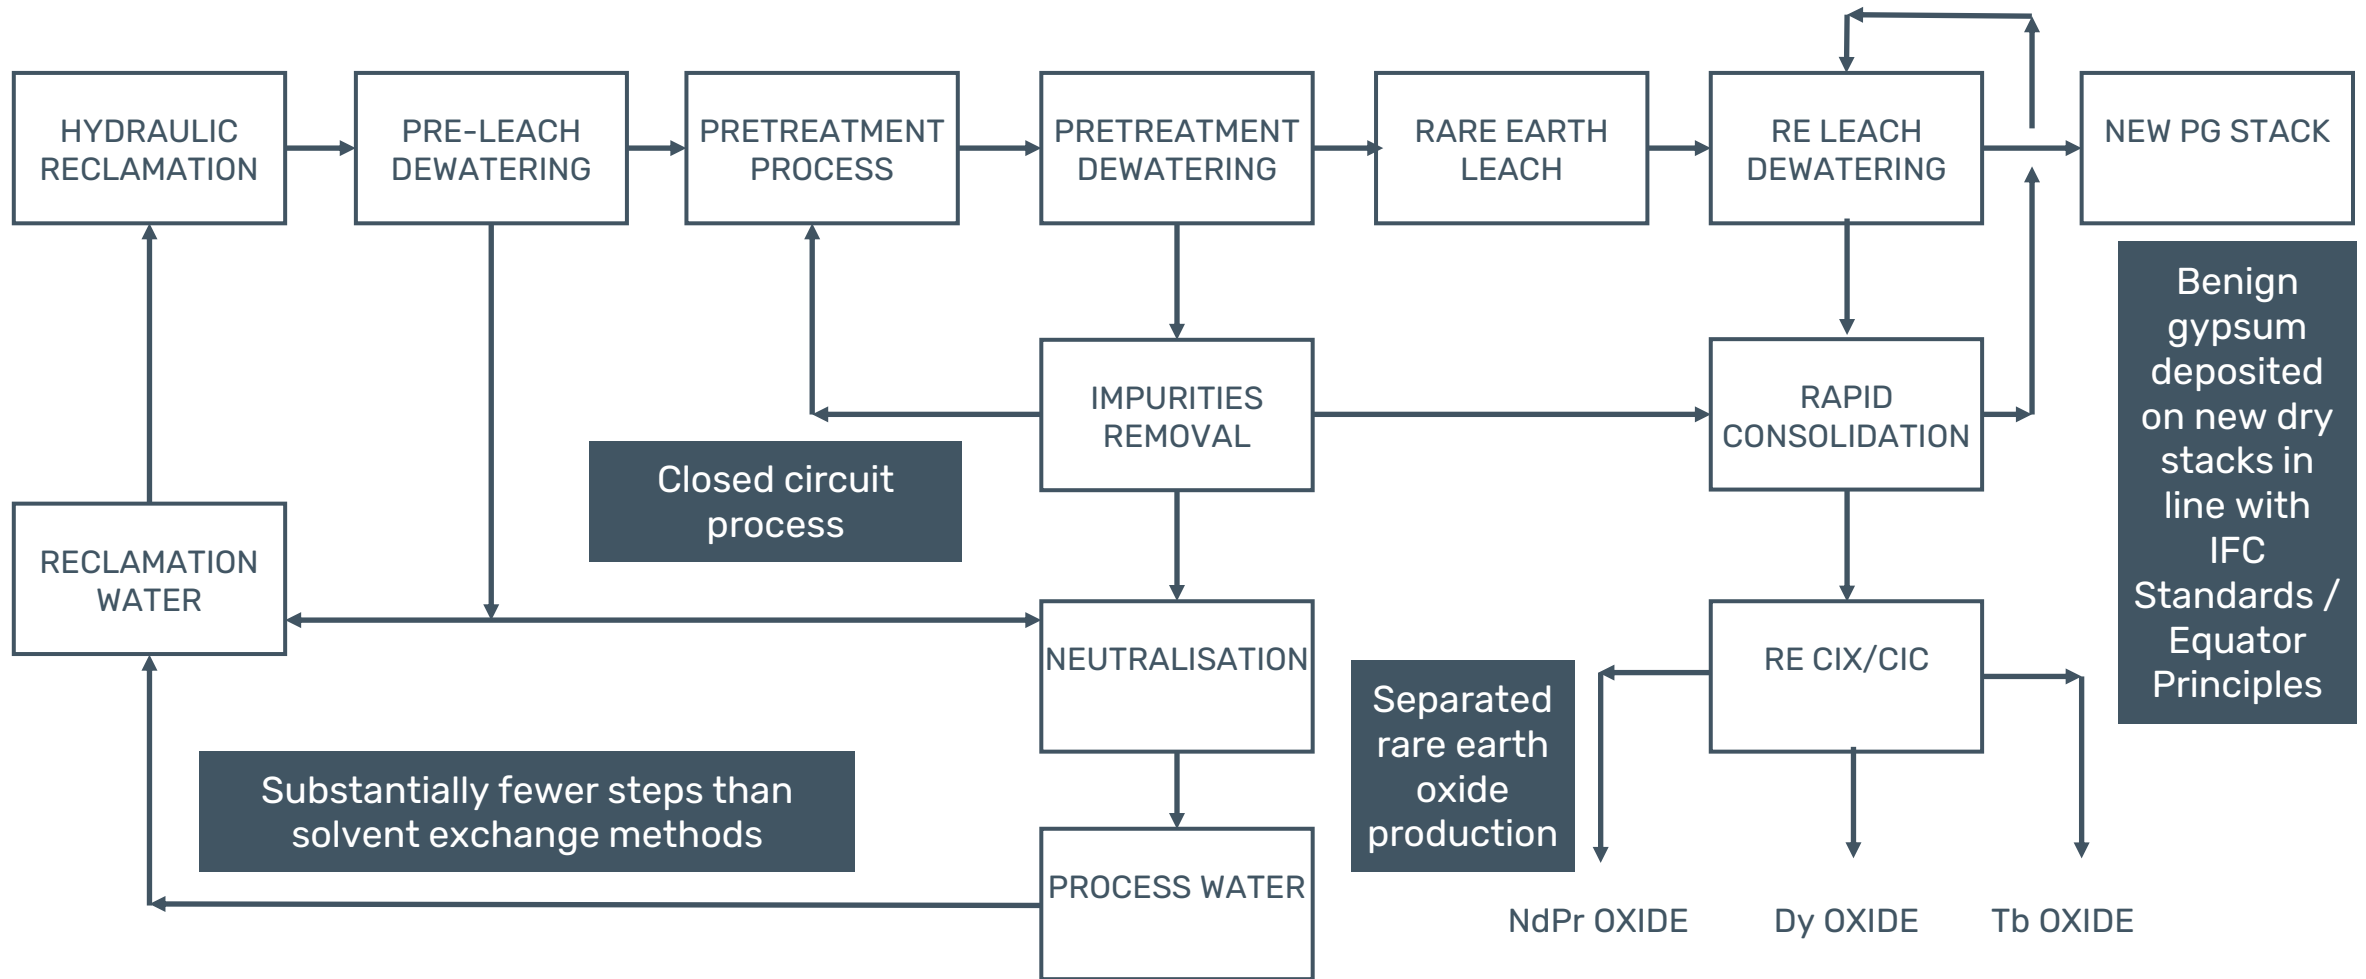 HYDRAULIC
RECLAMATION
PRE-LEACH
DEWATERING
PRETREATMENT
PROCESS
PRETREATMENT
DEWATERING
RARE EARTH
LEACH
RE LEACH
DEWATERING
NEW PG STACK
Benign
gypsum
deposited
on new dry
stacks in
line with
IFC
Standards /
Equator
Principles
IMPURITIES
REMOVAL
RAPID
CONSOLIDATION
Closed circuit
process
RECLAMATION
WATER
NEUTRALISATION
RE CIX/CIC
Separated
rare earth
oxide
production
Substantially fewer steps than
solvent exchange methods
PROCESS WATER
NdPr OXIDE
Dy OXIDE
Tb OXIDE